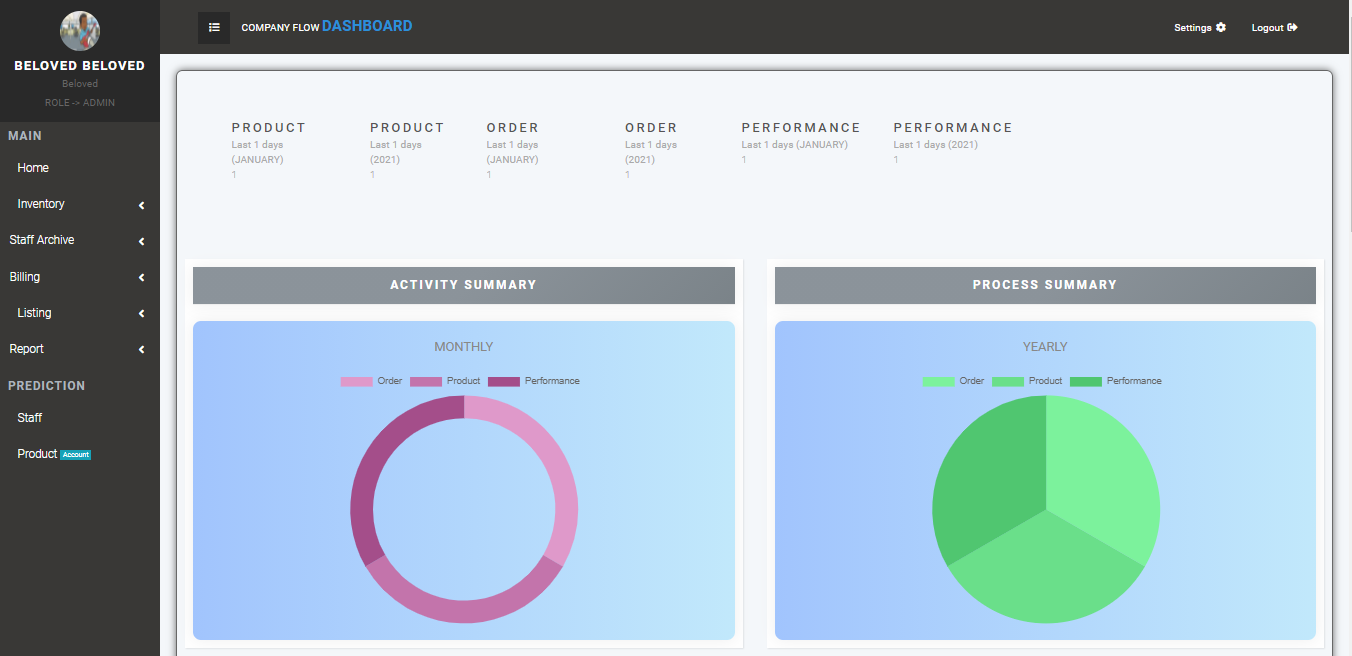 BELOVED BELOVED
Beloved
ROLE -> ADMIN
MAIN
Home
Inventory
Staff Archive
Billing
Listing
Report
PREDICTION
Staff
Product Account
COMPANY FLOW DASHBOARD
Settings
Logout
PRODUCT
Last 1 days
(JANUARY)
1
PRODUCT
Last 1 days
(2021)
1
ORDER
Last 1 days
(JANUARY)
1
ORDER
Last 1 days
(2021)
1
PERFORMANCE
Last 1 days (JANUARY)
1
PERFORMANCE
Last 1 days (2021)
1
ACTIVITY SUMMARY
MONTHLY
Order Product Performance
PROCESS SUMMARY
YEARLY
Order Product Performance